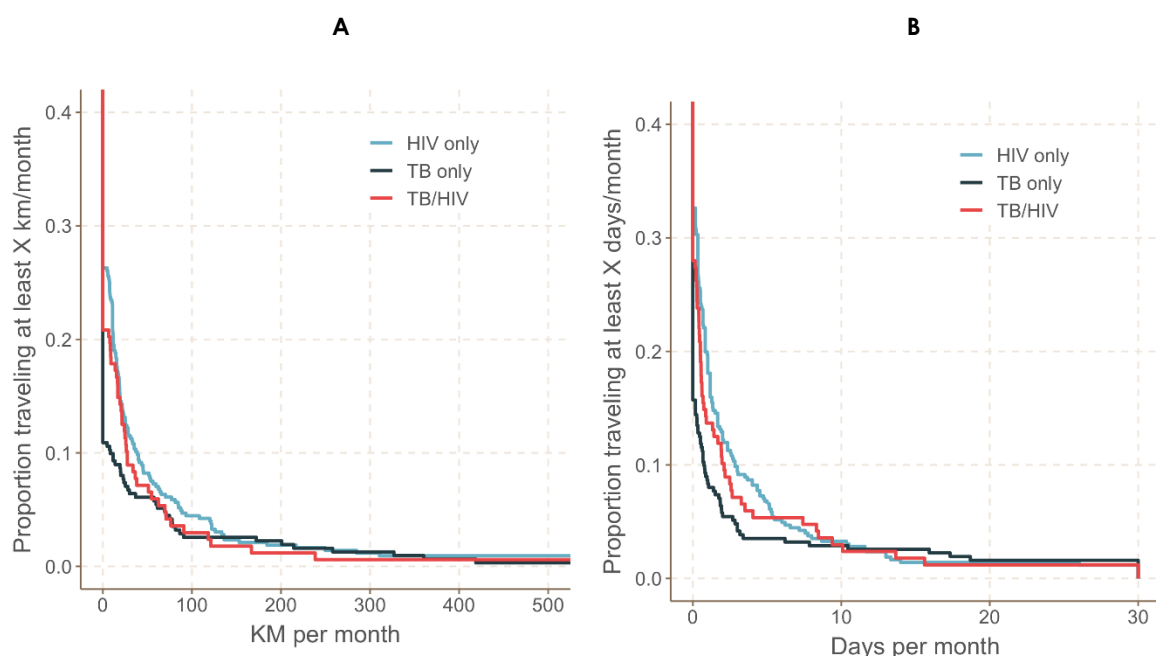 A
Proportion traveling at least X km/month
0.4
0.3
0.2
0.1
0.0
HIV only
TB only
TB/HIV
0 100 200 300 400 500
KM per month
B
Proportion traveling at least X days/month
0.4
0.3
0.2
0.1
0.0
HIV only
TB only
TB/HIV
0 10 20 30
Days per month